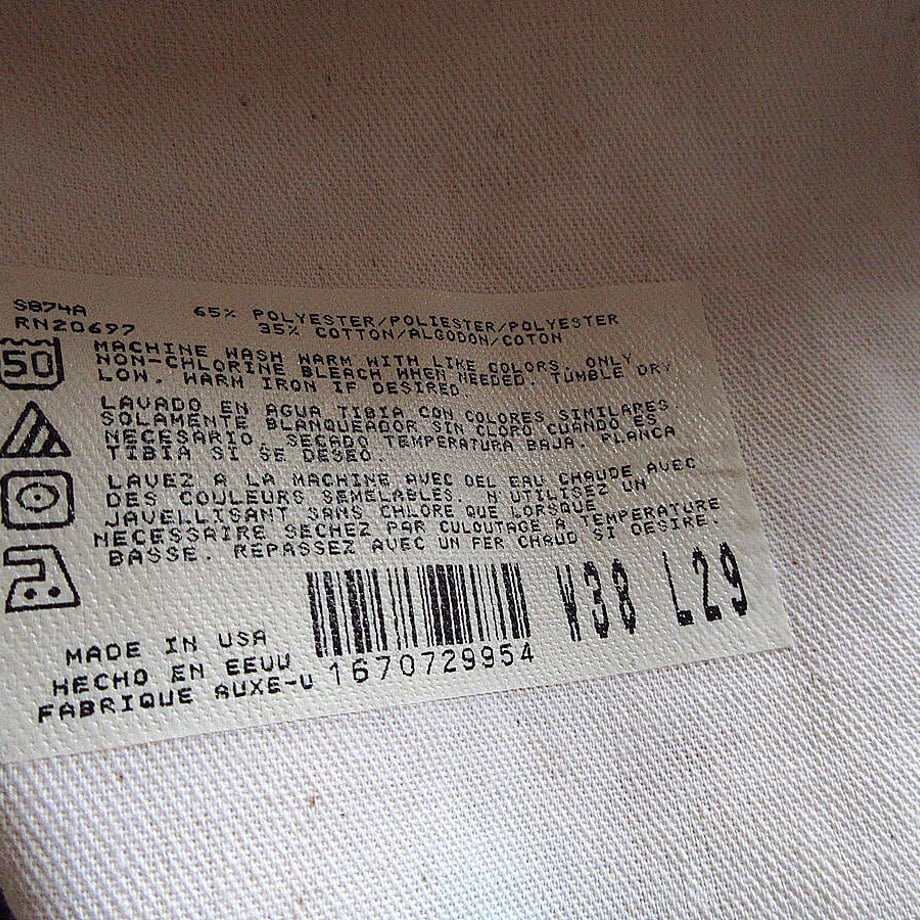 S874A
RN20697
65% POLYESTER/POLIESTER/POLYESTER
35% COTTON/ALGODON/COTON
50
MACHINE WASH WARM WITH LIKE COLORS. ONLY
NON-CHLORINE BLEACH WHEN NEEDED. TUMBLE DRY
LOW. WARM IRON IF DESIRED.
LAVADO EN AGUA TIBIA CON COLORES SIMILARES
SOLAMENTE BLANQUEADOR SIN CLORO CUANDO ES
NECESARIO. SECADO TEMPERATURA BAJA. PLANCA
TIBIA SI SE DESEO.
LAVEZ A LA MACHINE AVEC DEL EAU CHAUDE AVEC
DES COULEURS SEMELABLES. N UTILISEZ UN
JAVELLISANT SANS CHLORE QUE LORSQUE
NECESSAIRE SECHEZ PAR CULOUTAGE A TEMPERATURE
BASSE. REPASSEZ AVEC UN FER CHAUD SI DESIRE.
W38 L29
1670729954
MADE IN USA
HECHO EN EEUU
FABRIQUE AUXE-U